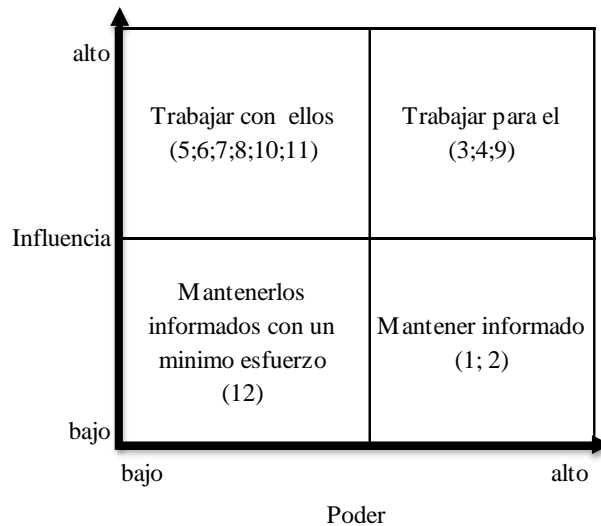 alto
Trabajar con ellos
(5;6;7;8;10;11)
Trabajar para el
(3;4;9)
Influencia
Mantenerlos
informados con un
minimo esfuerzo
(12)
Mantener informado
(1; 2)
bajo
bajo
alto
Poder